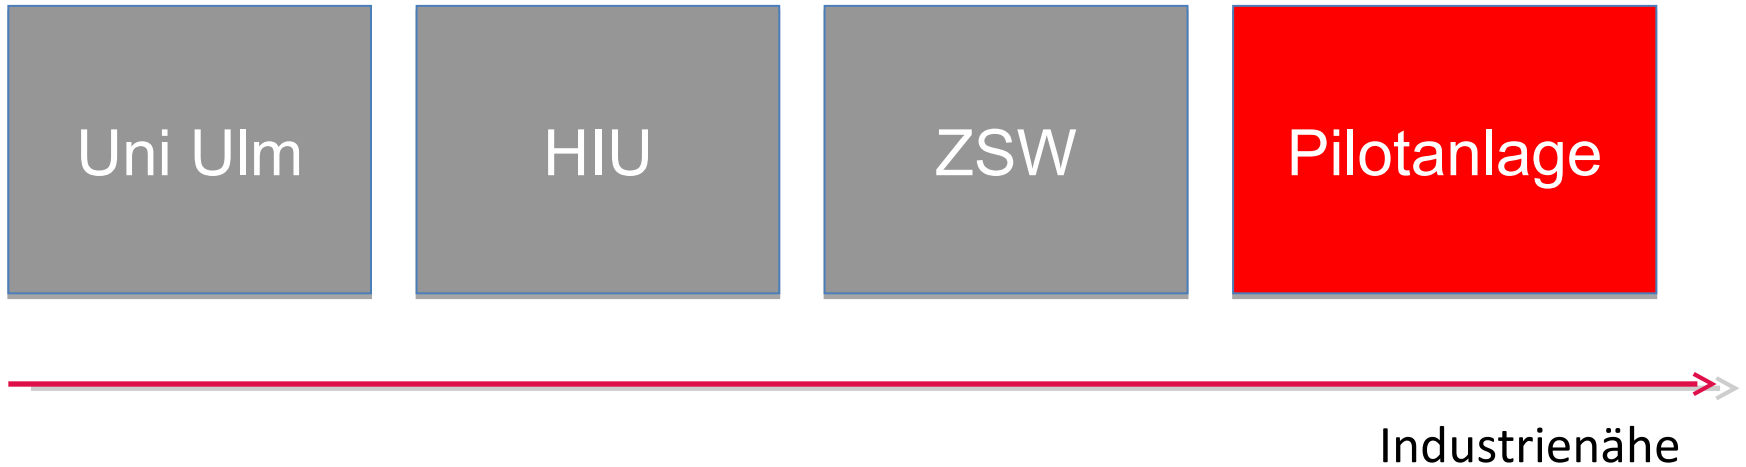 Uni Ulm
HIU
ZSW
Pilotanlage
Industrienähe